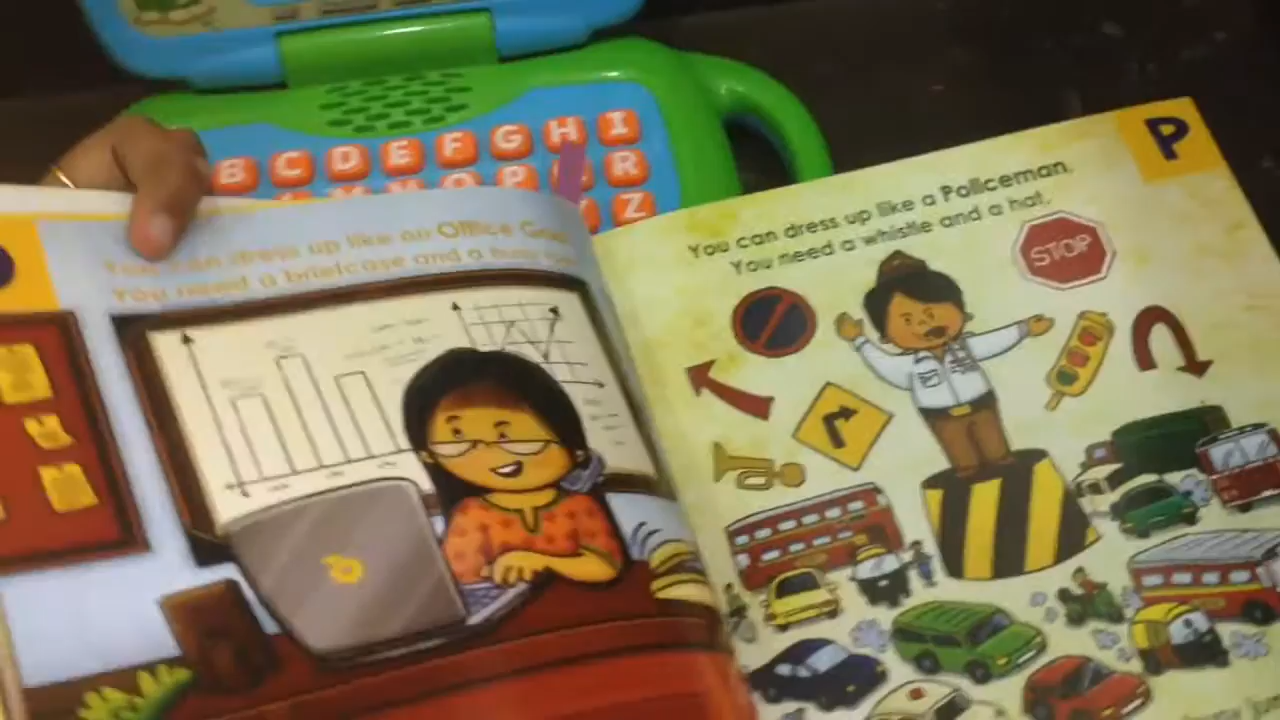 B C D E F G H I
P R
Z
You can dress up like an Office Goer
You need a briefcase and a
P
You can dress up like a Policeman.
You need a whistle and a hat.
STOP